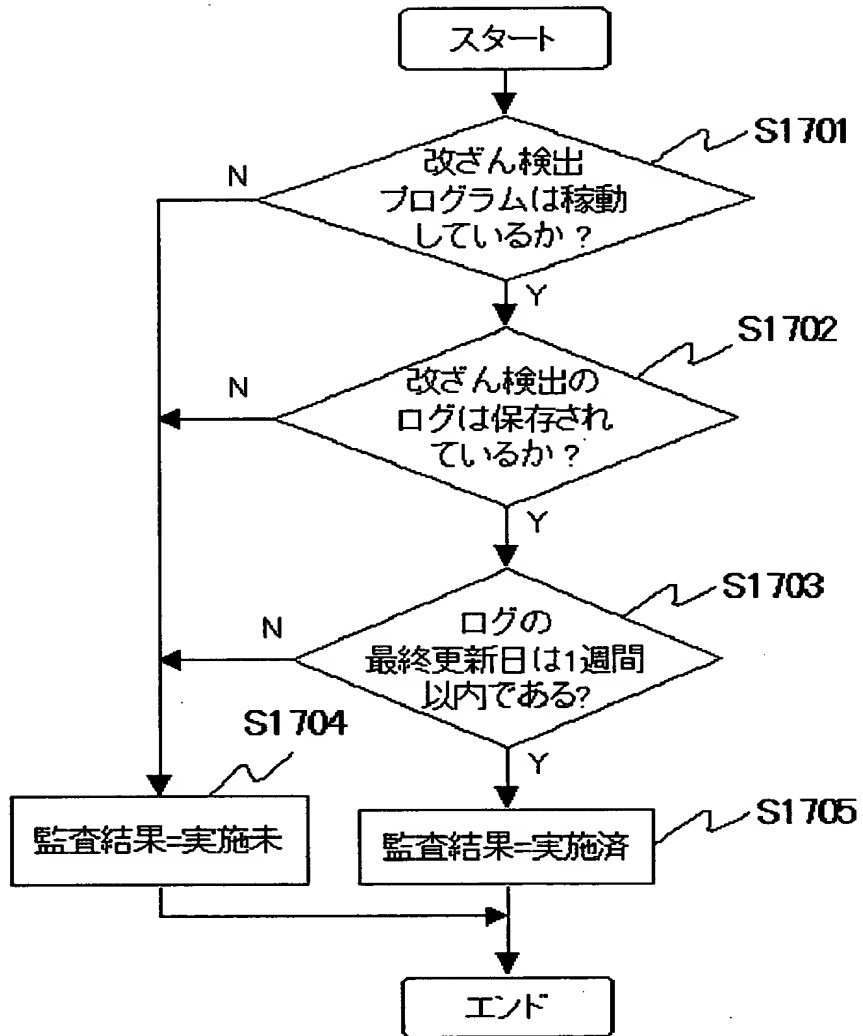 スタート
S1701
改ざん検出
プログラムは稼動
しているか?
N
Y
S1702
改ざん検出の
ログは保存され
ているか?
N
Y
S1703
ログの
最終更新日は1週間
以内である?
N
Y
S1704
監査結果=実施未
S1705
監査結果=実施済
エンド